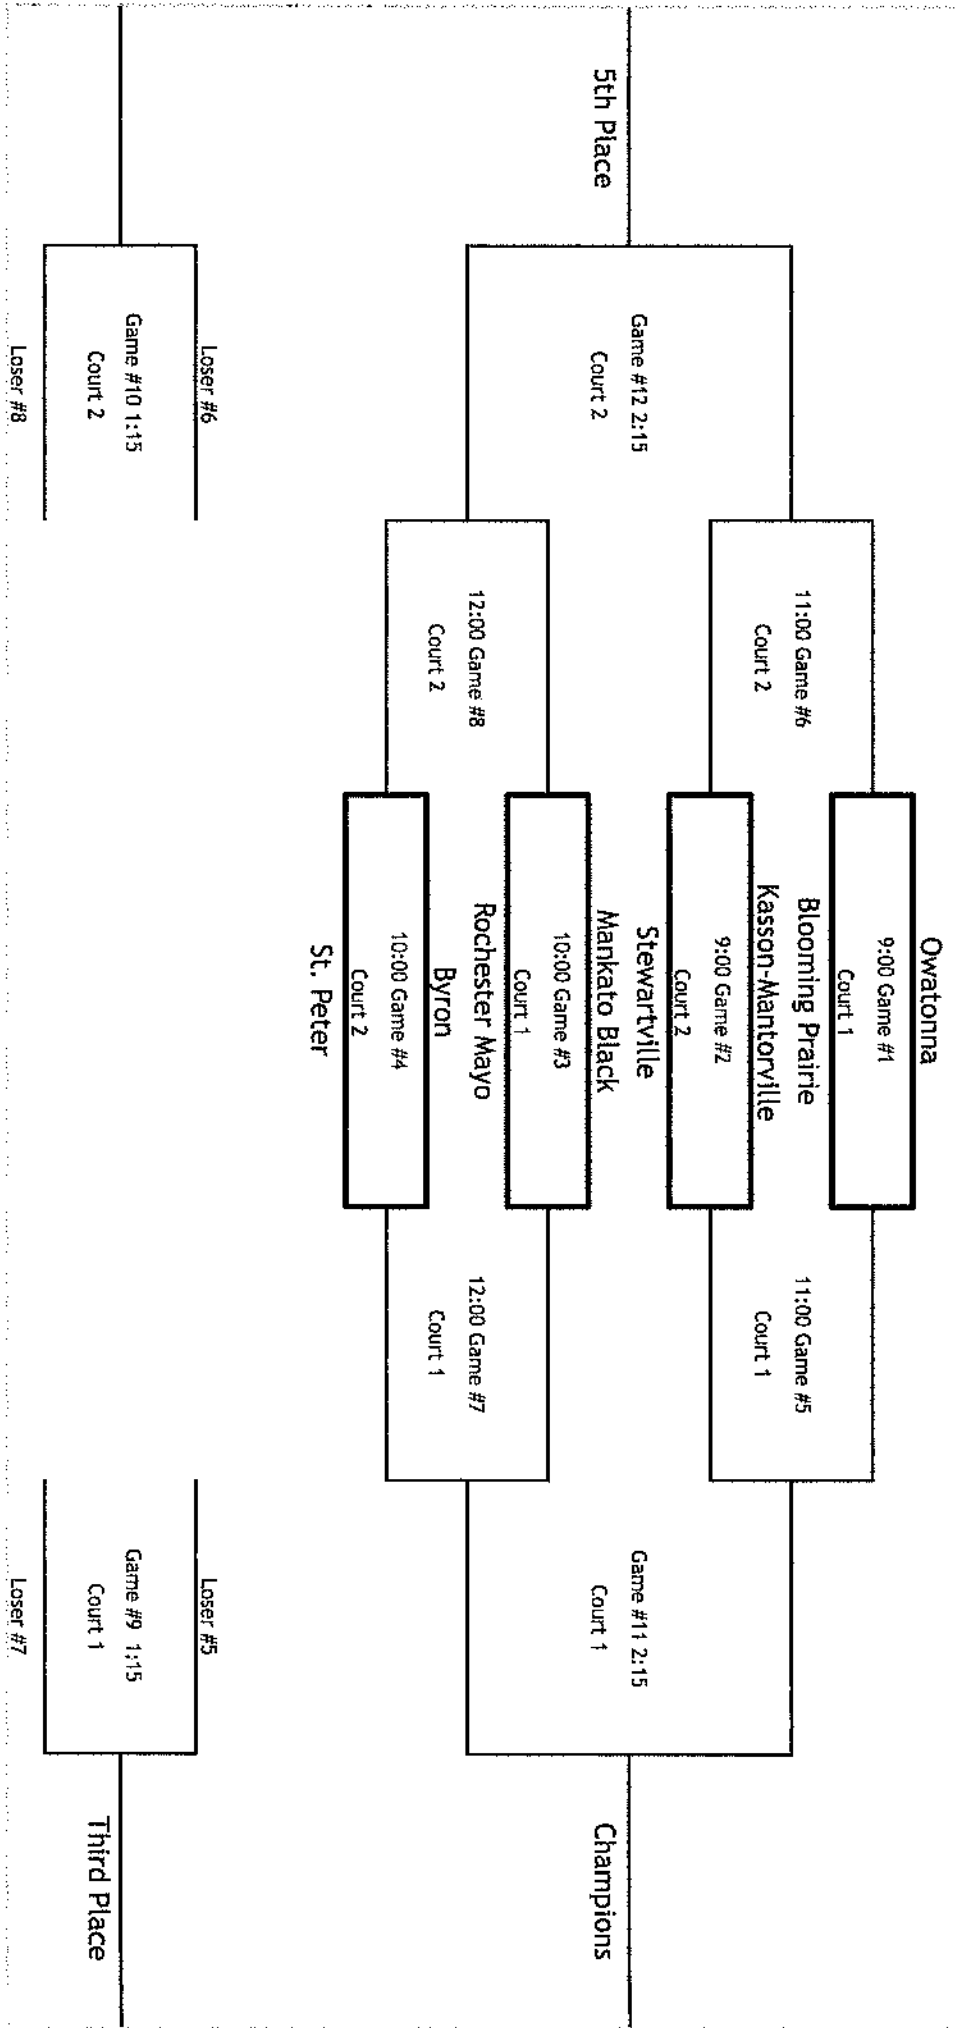 Owatonna
9:00 Game #1
Court 1
Blooming Prairie
11:00 Game #6
Court 2
11:00 Game #5
Court 1
Kasson-Mantorville
9:00 Game #2
Court 2
Stewartville
5th Place
Game #12 2:15
Court 2
Game #11 2:15
Court 1
Champions
Mankato Black
10:00 Game #3
Court 1
Rochester Mayo
12:00 Game #8
Court 2
12:00 Game #7
Court 1
Byron
10:00 Game #4
Court 2
St. Peter
Loser #6
Game #10 1:15
Court 2
Loser #8
Loser #5
Game #9 1:15
Court 1
Loser #7
Third Place